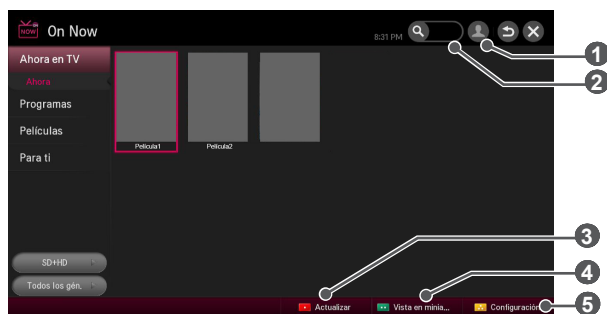 NOW
On Now
8:31 PM
Ahora en TV
Ahora
Programas
Películas
Para ti
Película1
Película2
SD+HD
Todos los gén.
Actualizar
Vista en minia...
Configuración
1
2
3
4
5